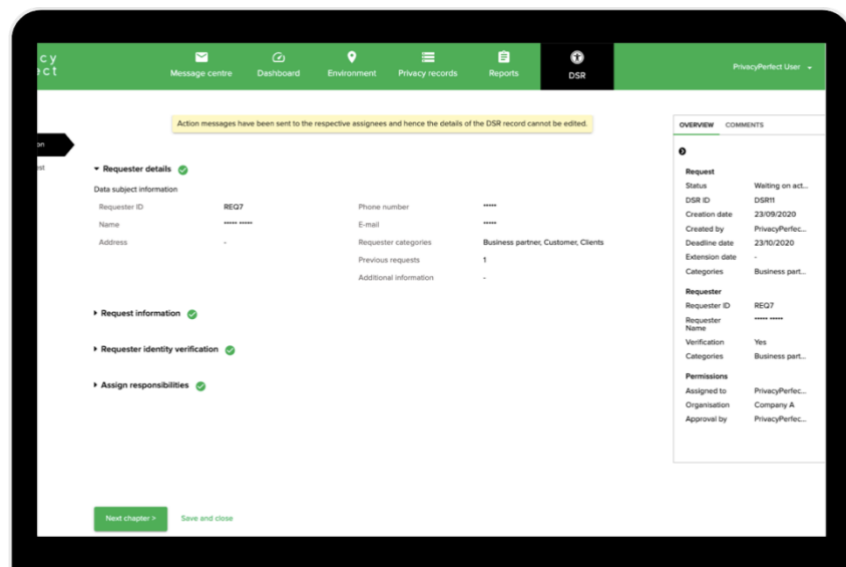 cy
ect
Message centre
Dashboard
Environment
Privacy records
Reports
DSR
PrivacyPerfect User
on
est
Action messages have been sent to the respective assignees and hence the details of the DSR record cannot be edited.
Requester details
Data subject information
Requester ID REQ7
Name ••••• •••••
Address -
Phone number •••••
E-mail •••••
Requester categories Business partner, Customer, Clients
Previous requests 1
Additional information -
Request information
Requester identity verification
Assign responsibilities
Next chapter >
Save and close
OVERVIEW COMMENTS
Request
Status Waiting on act...
DSR ID DSR11
Creation date 23/09/2020
Created by PrivacyPerfec...
Deadline date 23/10/2020
Extension date -
Categories Business part...
Requester
Requester ID REQ7
Requester
Name ••••• •••••
Verification Yes
Categories Business part...
Permissions
Assigned to PrivacyPerfec...
Organisation Company A
Approval by PrivacyPerfec...